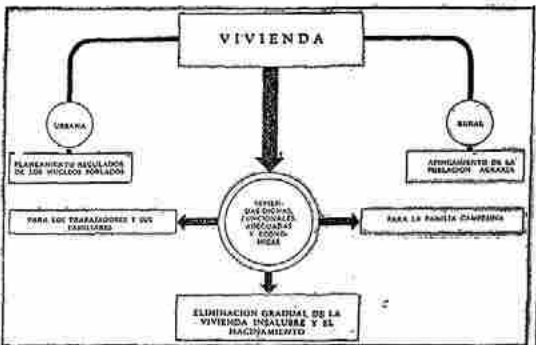 VIVIENDA
URBANA
RURAL
PLANEAMIENTO REGULADOR
DE LOS NUCLEOS POBLADOS
AFINCAMIENTO DE LA
POBLACION AGRARIA
VIVIEN-
DAS DIGNAS,
FUNCIONALES,
ADECUADAS
Y ECONO-
MICAS
PARA LOS TRABAJADORES Y SUS
FAMILIARES
PARA LA FAMILIA CAMPESINA
ELIMINACION GRADUAL DE LA
VIVIENDA INSALUBRE Y EL
HACINAMIENTO